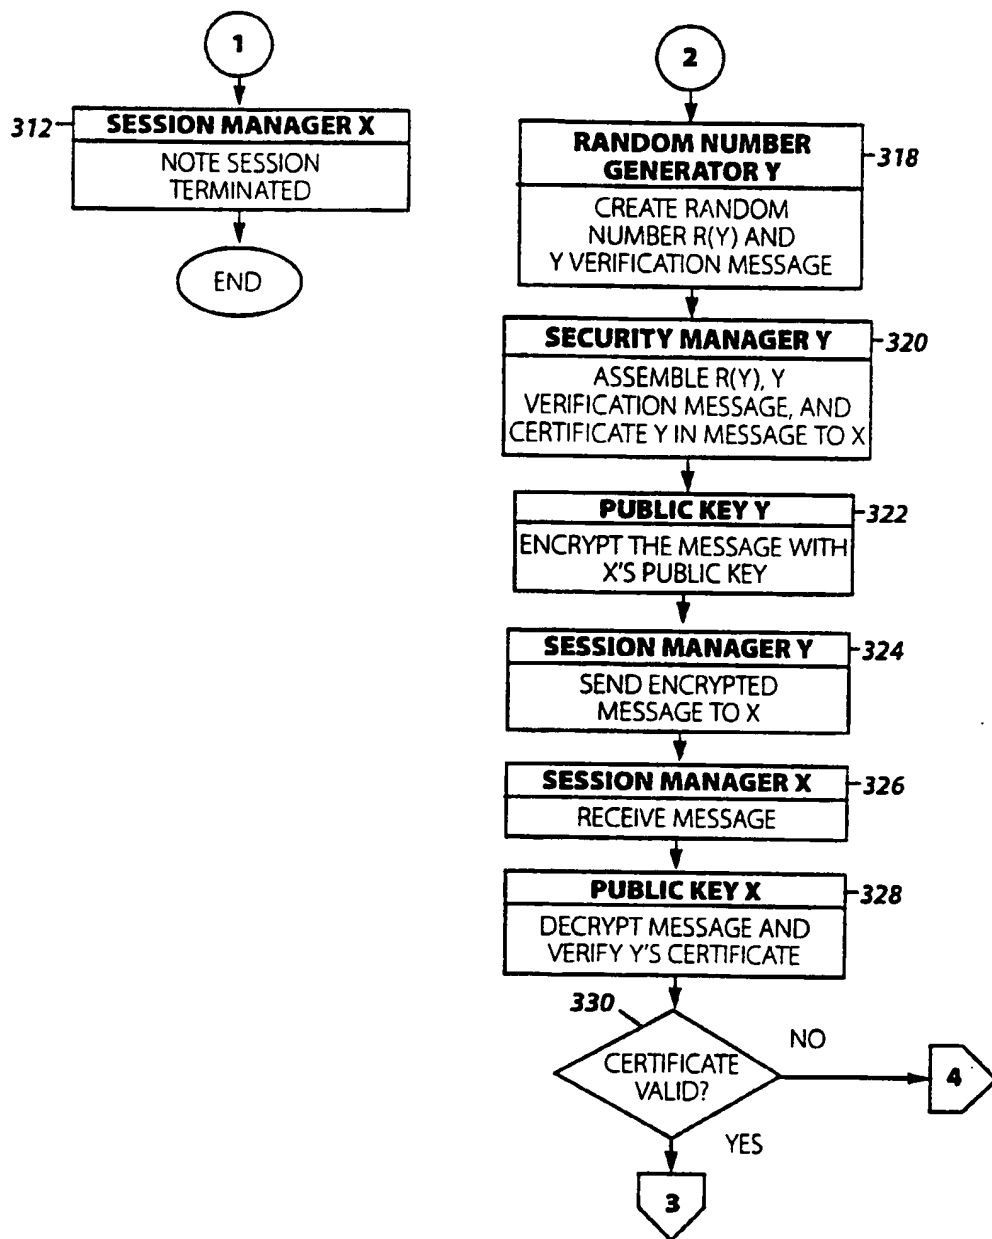 1
312
SESSION MANAGER X
NOTE SESSION
TERMINATED
END
2
RANDOM NUMBER
GENERATOR Y
318
CREATE RANDOM
NUMBER R(Y) AND
Y VERIFICATION MESSAGE
SECURITY MANAGER Y
320
ASSEMBLE R(Y), Y
VERIFICATION MESSAGE, AND
CERTIFICATE Y IN MESSAGE TO X
PUBLIC KEY Y
322
ENCRYPT THE MESSAGE WITH
X'S PUBLIC KEY
SESSION MANAGER Y
324
SEND ENCRYPTED
MESSAGE TO X
SESSION MANAGER X
326
RECEIVE MESSAGE
PUBLIC KEY X
328
DECRYPT MESSAGE AND
VERIFY Y'S CERTIFICATE
330
CERTIFICATE
VALID?
NO
4
YES
3